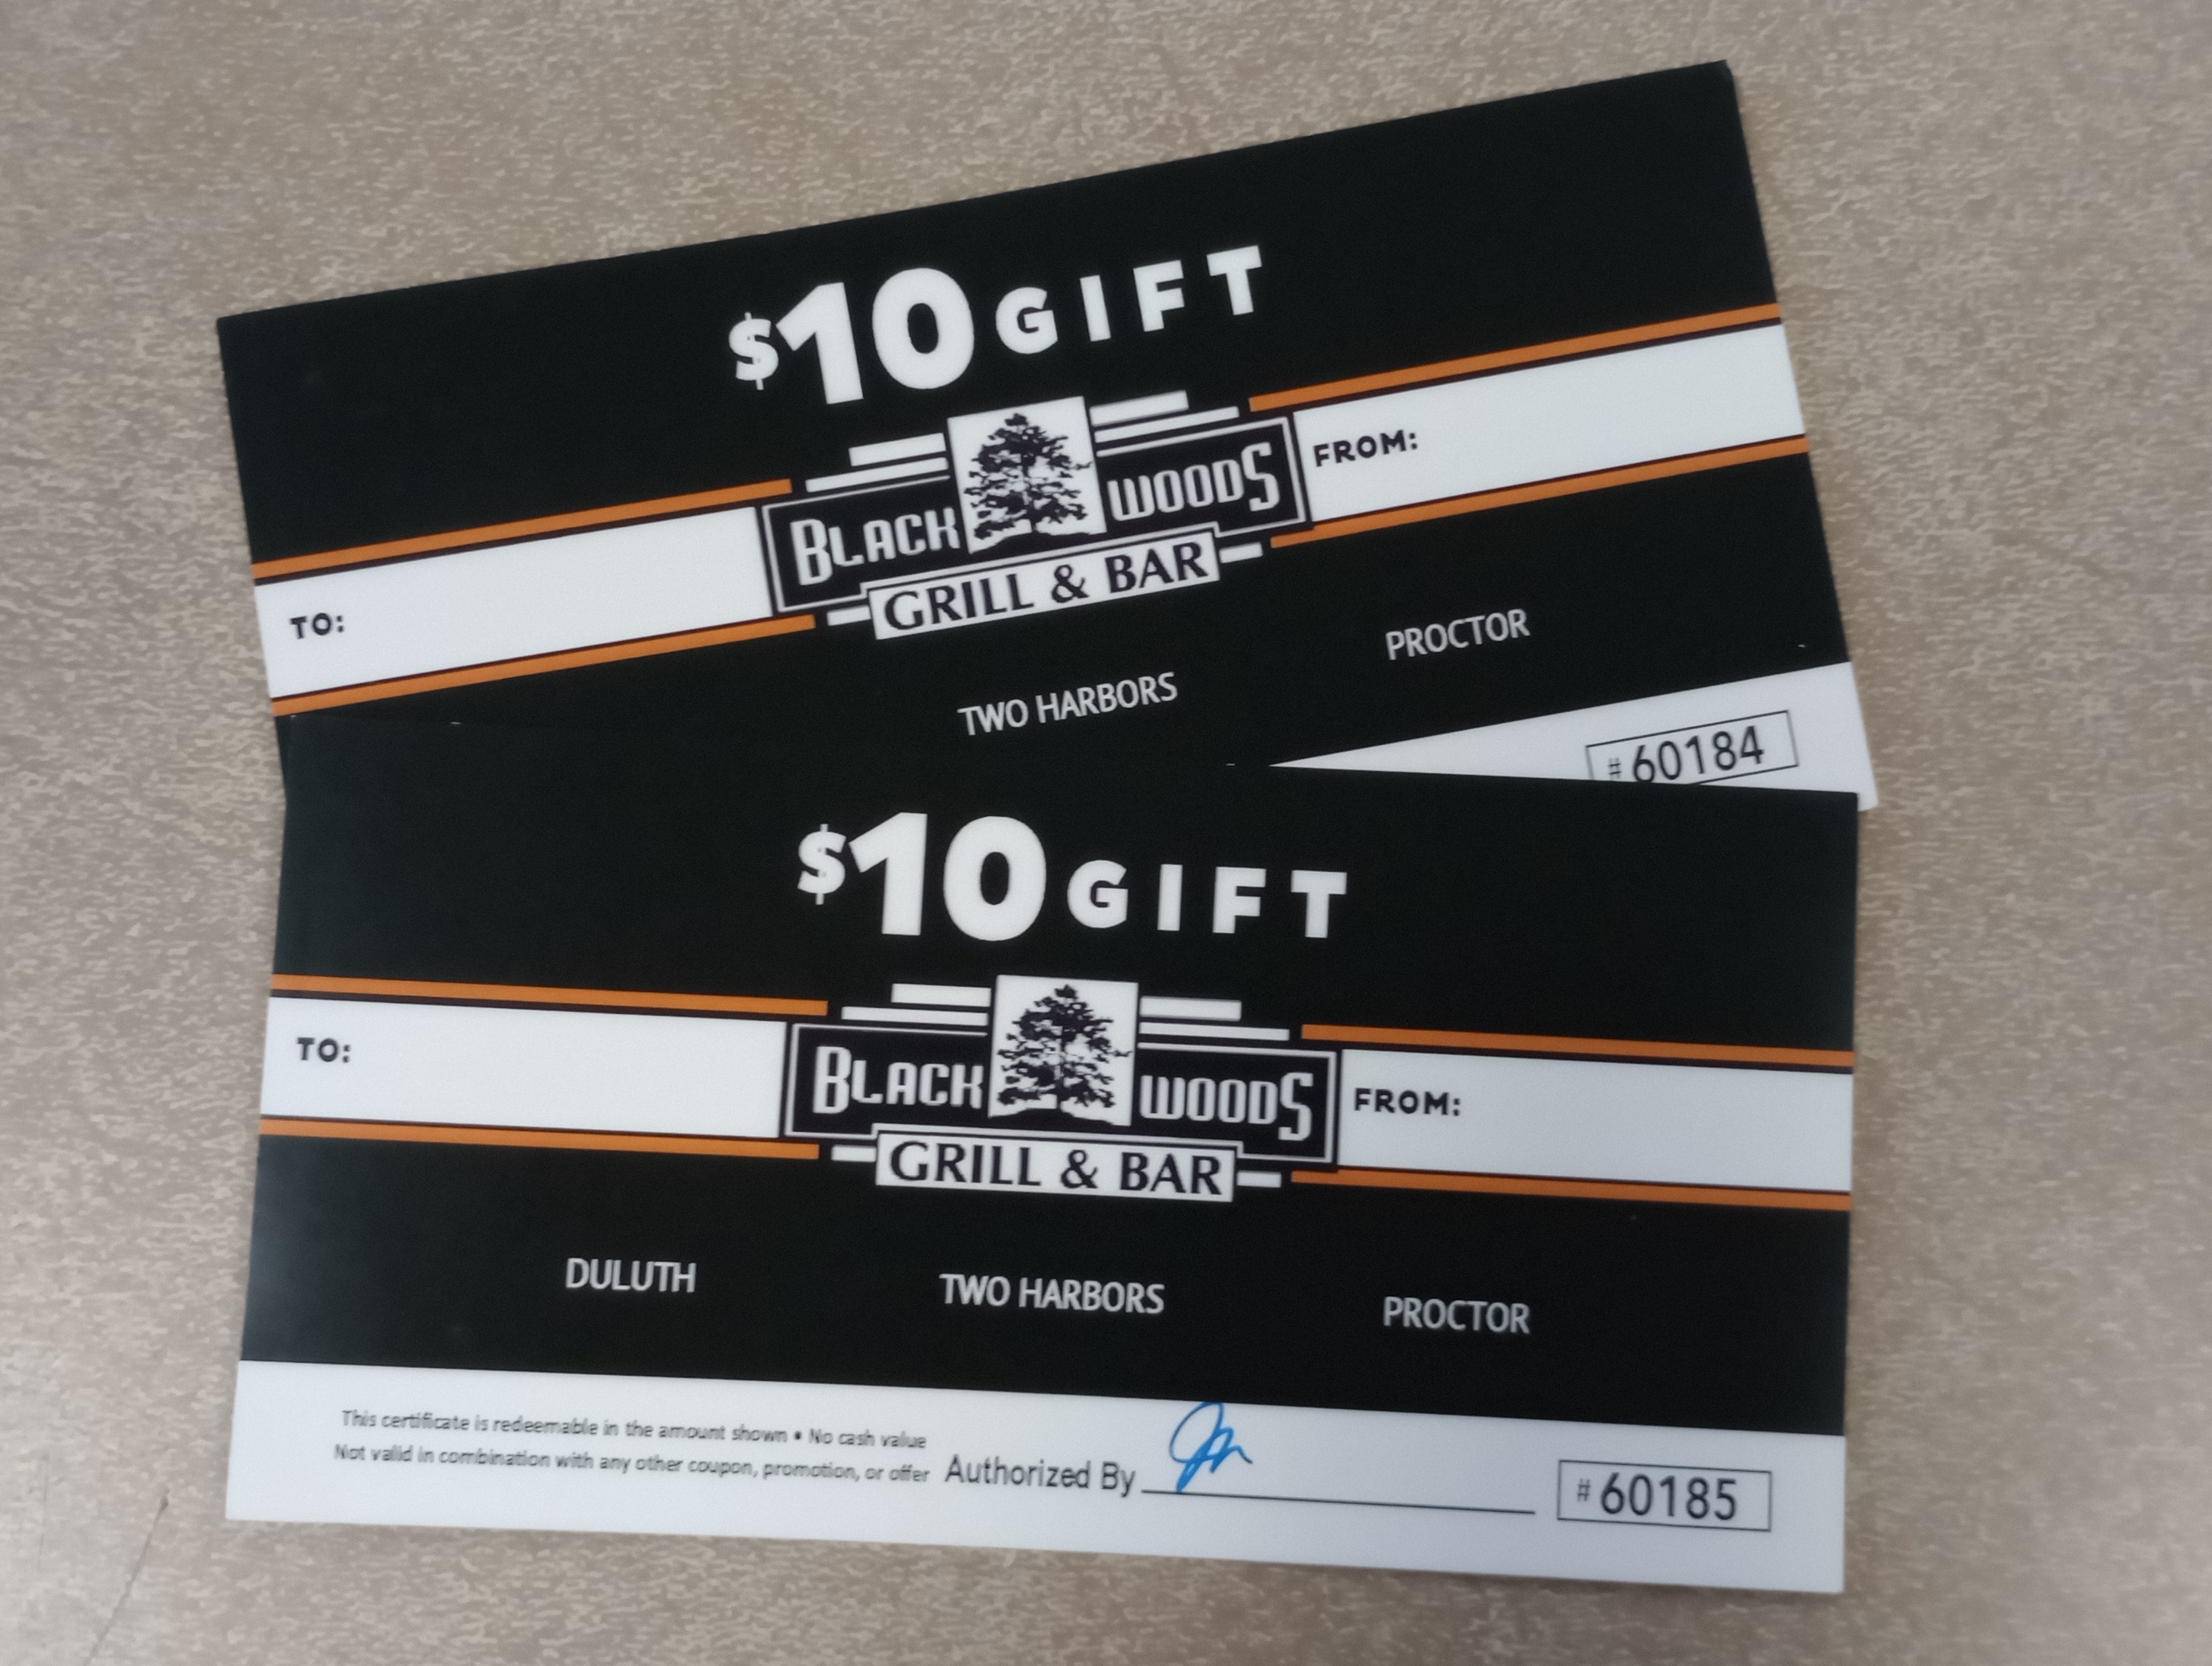 $10 GIFT
BLACK WOODS
GRILL & BAR
TO:
FROM:
TWO HARBORS
PROCTOR
# 60184
$10 GIFT
TO:
BLACK WOODS
FROM:
GRILL & BAR
DULUTH
TWO HARBORS
PROCTOR
This certificate is redeemable in the amount shown • No cash value
Not valid in combination with any other coupon, promotion, or offer
Authorized By
# 60185